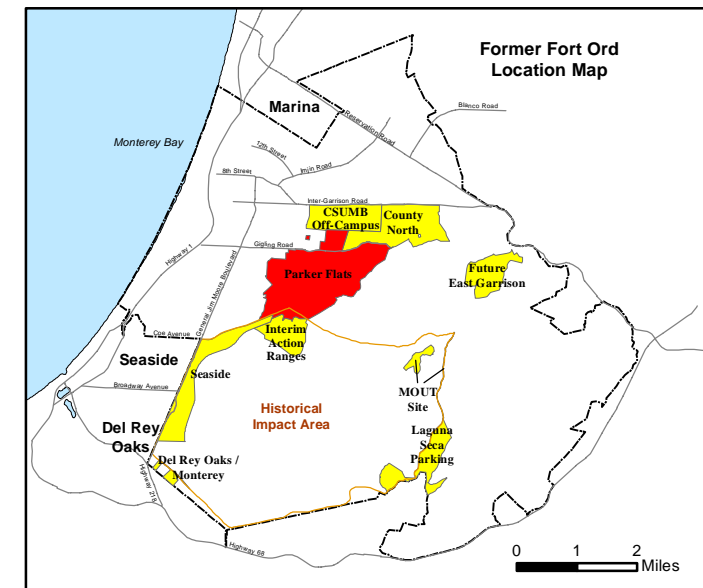 Former Fort Ord
Location Map
Marina
Blanco Road
Reservation Road
Monterey Bay
12th Street
Imjin Road
8th Street
Inter-Garrison Road
CSUMB
Off-Campus
County
North
Gigling Road
Highway 1
General Jim Moore Boulevard
Parker Flats
Future
East Garrison
Coe Avenue
Interim
Action
Ranges
Seaside
Seaside
Broadway Avenue
MOUT
Site
Historical
Impact Area
Del Rey
Oaks
Laguna
Seca
Parking
Del Rey Oaks /
Monterey
Highway 218
Highway 68
0 1 2
Miles